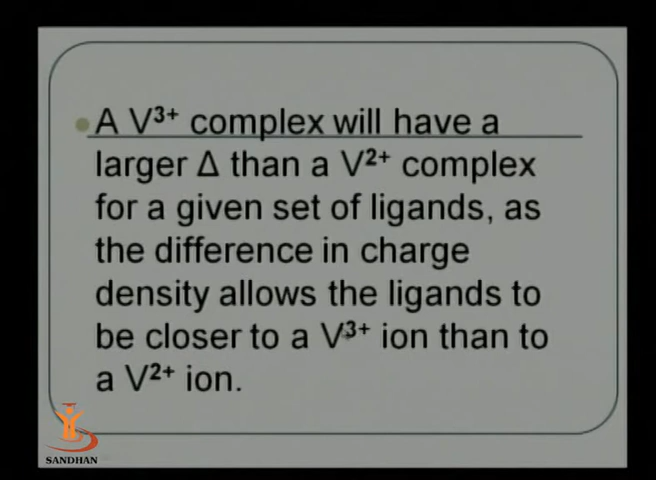 A V³⁺ complex will have a
larger Δ than a V²⁺ complex
for a given set of ligands, as
the difference in charge
density allows the ligands to
be closer to a V³⁺ ion than to
a V²⁺ ion.
SANDHAN